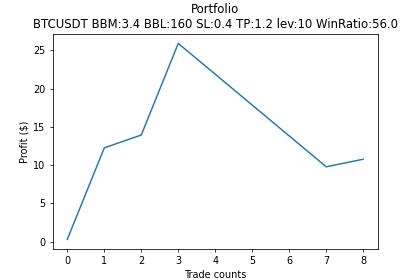 Portfolio
BTCUSDT BBM:3.4 BBL:160 SL:0.4 TP:1.2 lev:10 WinRatio:56.0
25
20
15
10
5
0
Profit ($)
0 1 2 3 4 5 6 7 8
Trade counts